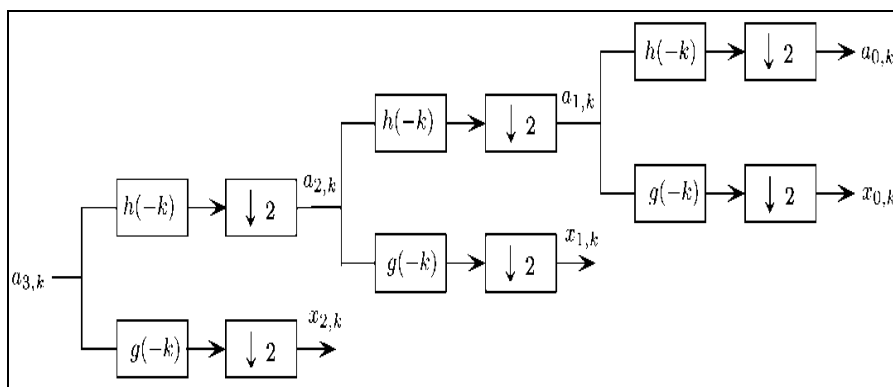 h(-k) ↓ 2 a_{0,k}
a_{1,k}
h(-k) ↓ 2
a_{2,k}
h(-k) ↓ 2
g(-k) ↓ 2 x_{0,k}
x_{1,k}
g(-k) ↓ 2
a_{3,k}
x_{2,k}
g(-k) ↓ 2